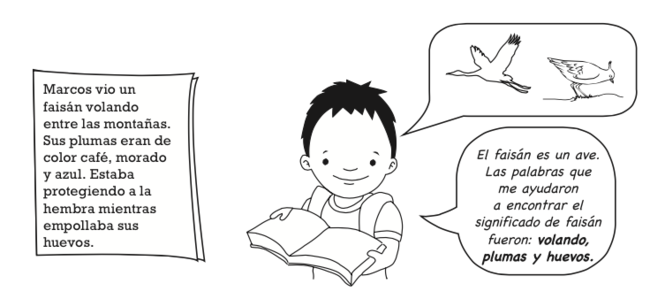 Marcos vio un
faisán volando
entre las montañas.
Sus plumas eran de
color café, morado
y azul. Estaba
protegiendo a la
hembra mientras
empollaba sus
huevos.
El faisán es un ave.
Las palabras que
me ayudaron
a encontrar el
significado de faisán
fueron: volando,
plumas y huevos.